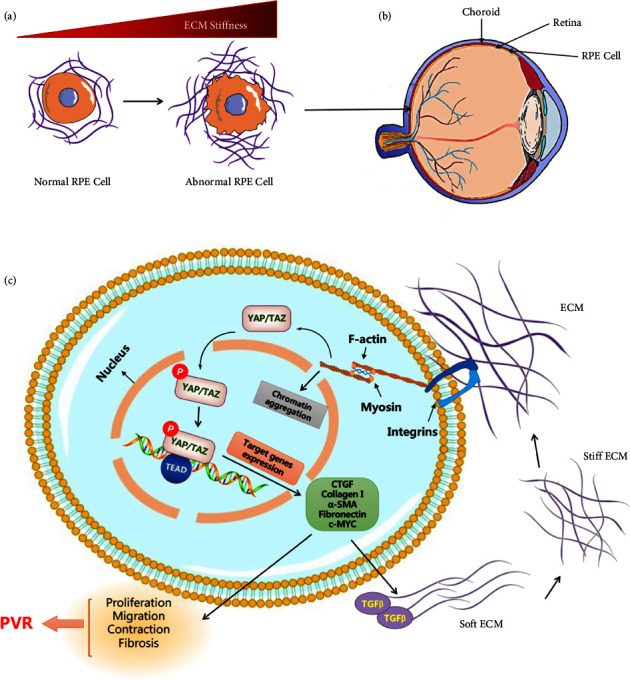 (a)
ECM Stiffness
Normal RPE Cell
Abnormal RPE Cell
(b)
Choroid
Retina
RPE Cell
(c)
YAP/TAZ
F-actin
Myosin
Integrins
ECM
Nucleus
P
YAP/TAZ
Chromatin
aggregation
P
YAP/TAZ
TEAD
Target genes
expression
CTGF
Collagen I
α-SMA
Fibronectin
c-MYC
Stiff ECM
TGFβ
TGFβ
Soft ECM
PVR
Proliferation
Migration
Contraction
Fibrosis